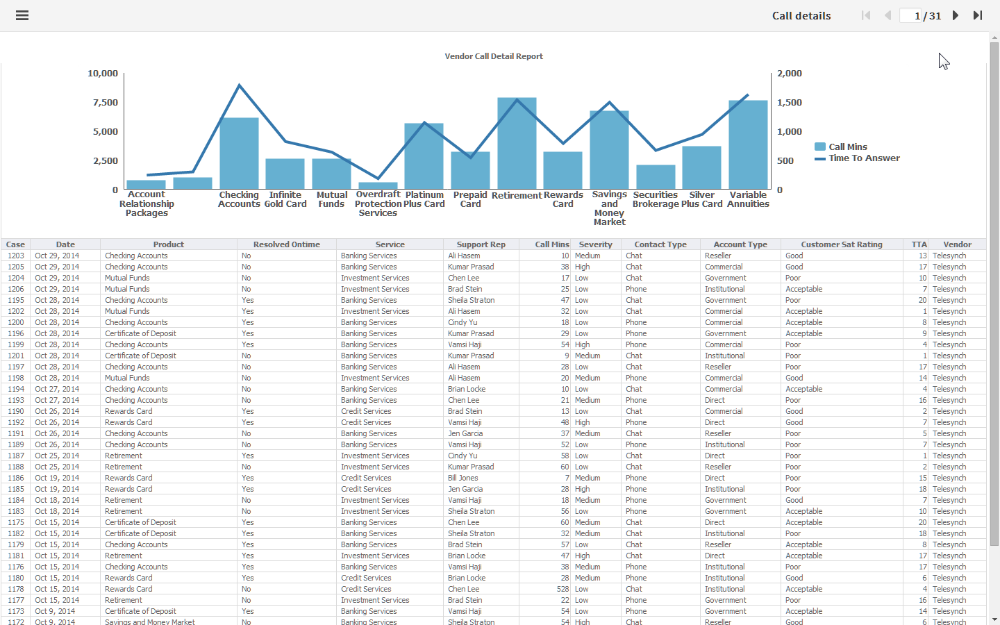 Call details 1 / 31
Vendor Call Detail Report
10,000
7,500
5,000
2,500
0
2,000
1,500
1,000
500
0
Call Mins
Time To Answer
Account Relationship Packages
Checking Accounts
Infinite Gold Card
Mutual Funds
Overdraft Protection Services
Platinum Plus Card
Prepaid Card
Retirement
Rewards Card
Savings and Money Market
Securities Brokerage
Silver Plus Card
Variable Annuities
Case Date Product Resolved Ontime Service Support Rep Call Mins Severity Contact Type Account Type Customer Sat Rating TTA Vendor
1203 Oct 29, 2014 Checking Accounts No Banking Services Ali Hasem 10 Medium Chat Reseller Good 13 Telesynch
1205 Oct 29, 2014 Checking Accounts No Banking Services Kumar Prasad 38 High Chat Commercial Good 17 Telesynch
1204 Oct 29, 2014 Mutual Funds No Investment Services Chen Lee 17 Low Chat Government Poor 10 Telesynch
1206 Oct 29, 2014 Mutual Funds No Investment Services Brad Stein 25 Low Phone Institutional Acceptable 7 Telesynch
1195 Oct 28, 2014 Checking Accounts Yes Banking Services Sheila Straton 47 Low Chat Government Poor 20 Telesynch
1202 Oct 28, 2014 Mutual Funds Yes Investment Services Ali Hasem 32 Low Chat Commercial Acceptable 1 Telesynch
1200 Oct 28, 2014 Checking Accounts Yes Banking Services Cindy Yu 18 Low Phone Commercial Acceptable 8 Telesynch
1196 Oct 28, 2014 Certificate of Deposit Yes Banking Services Kumar Prasad 29 Low Phone Government Acceptable 9 Telesynch
1199 Oct 28, 2014 Checking Accounts Yes Banking Services Vamsi Haji 54 High Phone Commercial Poor 4 Telesynch
1201 Oct 28, 2014 Certificate of Deposit No Banking Services Kumar Prasad 9 Medium Chat Institutional Poor 1 Telesynch
1197 Oct 28, 2014 Checking Accounts No Banking Services Ali Hasem 28 Low Chat Reseller Poor 17 Telesynch
1198 Oct 28, 2014 Mutual Funds No Investment Services Ali Hasem 20 Medium Phone Commercial Good 14 Telesynch
1194 Oct 27, 2014 Checking Accounts No Banking Services Brian Locke 10 Low Chat Commercial Acceptable 4 Telesynch
1193 Oct 27, 2014 Checking Accounts No Banking Services Chen Lee 21 Medium Phone Direct Poor 16 Telesynch
1190 Oct 26, 2014 Rewards Card Yes Credit Services Brad Stein 13 Low Chat Commercial Good 2 Telesynch
1192 Oct 26, 2014 Rewards Card Yes Credit Services Vamsi Haji 48 High Phone Direct Good 7 Telesynch
1191 Oct 26, 2014 Checking Accounts No Banking Services Jen Garcia 37 Medium Chat Reseller Poor 5 Telesynch
1189 Oct 26, 2014 Checking Accounts No Banking Services Vamsi Haji 52 Low Phone Institutional Poor 7 Telesynch
1187 Oct 25, 2014 Retirement Yes Investment Services Cindy Yu 58 Low Chat Direct Poor 1 Telesynch
1188 Oct 25, 2014 Retirement No Investment Services Kumar Prasad 60 Low Chat Reseller Poor 2 Telesynch
1186 Oct 19, 2014 Rewards Card Yes Credit Services Bill Jones 7 Medium Phone Direct Poor 15 Telesynch
1185 Oct 19, 2014 Rewards Card Yes Credit Services Jen Garcia 28 High Phone Institutional Poor 18 Telesynch
1184 Oct 18, 2014 Retirement No Investment Services Vamsi Haji 18 Medium Phone Government Good 7 Telesynch
1183 Oct 18, 2014 Retirement No Investment Services Sheila Straton 56 Low Phone Government Acceptable 10 Telesynch
1175 Oct 15, 2014 Certificate of Deposit Yes Banking Services Chen Lee 60 Medium Chat Direct Acceptable 20 Telesynch
1182 Oct 15, 2014 Certificate of Deposit Yes Banking Services Sheila Straton 32 Medium Chat Institutional Poor 18 Telesynch
1179 Oct 15, 2014 Checking Accounts Yes Banking Services Brad Stein 57 Low Chat Reseller Acceptable 8 Telesynch
1181 Oct 15, 2014 Retirement Yes Investment Services Brian Locke 47 High Chat Direct Acceptable 17 Telesynch
1176 Oct 15, 2014 Checking Accounts Yes Banking Services Vamsi Haji 38 Medium Phone Institutional Poor 17 Telesynch
1180 Oct 15, 2014 Rewards Card Yes Credit Services Brian Locke 28 Medium Phone Institutional Good 6 Telesynch
1178 Oct 15, 2014 Rewards Card No Credit Services Chen Lee 528 Low Chat Institutional Acceptable 4 Telesynch
1177 Oct 15, 2014 Retirement No Investment Services Brad Stein 22 Low Phone Government Poor 16 Telesynch
1173 Oct 9, 2014 Certificate of Deposit Yes Banking Services Vamsi Haji 54 Low Phone Government Acceptable 14 Telesynch
1172 Oct 9, 2014 Savings and Money Market No Banking Services Sheila Straton 54 High Chat Reseller Good 6 Telesynch